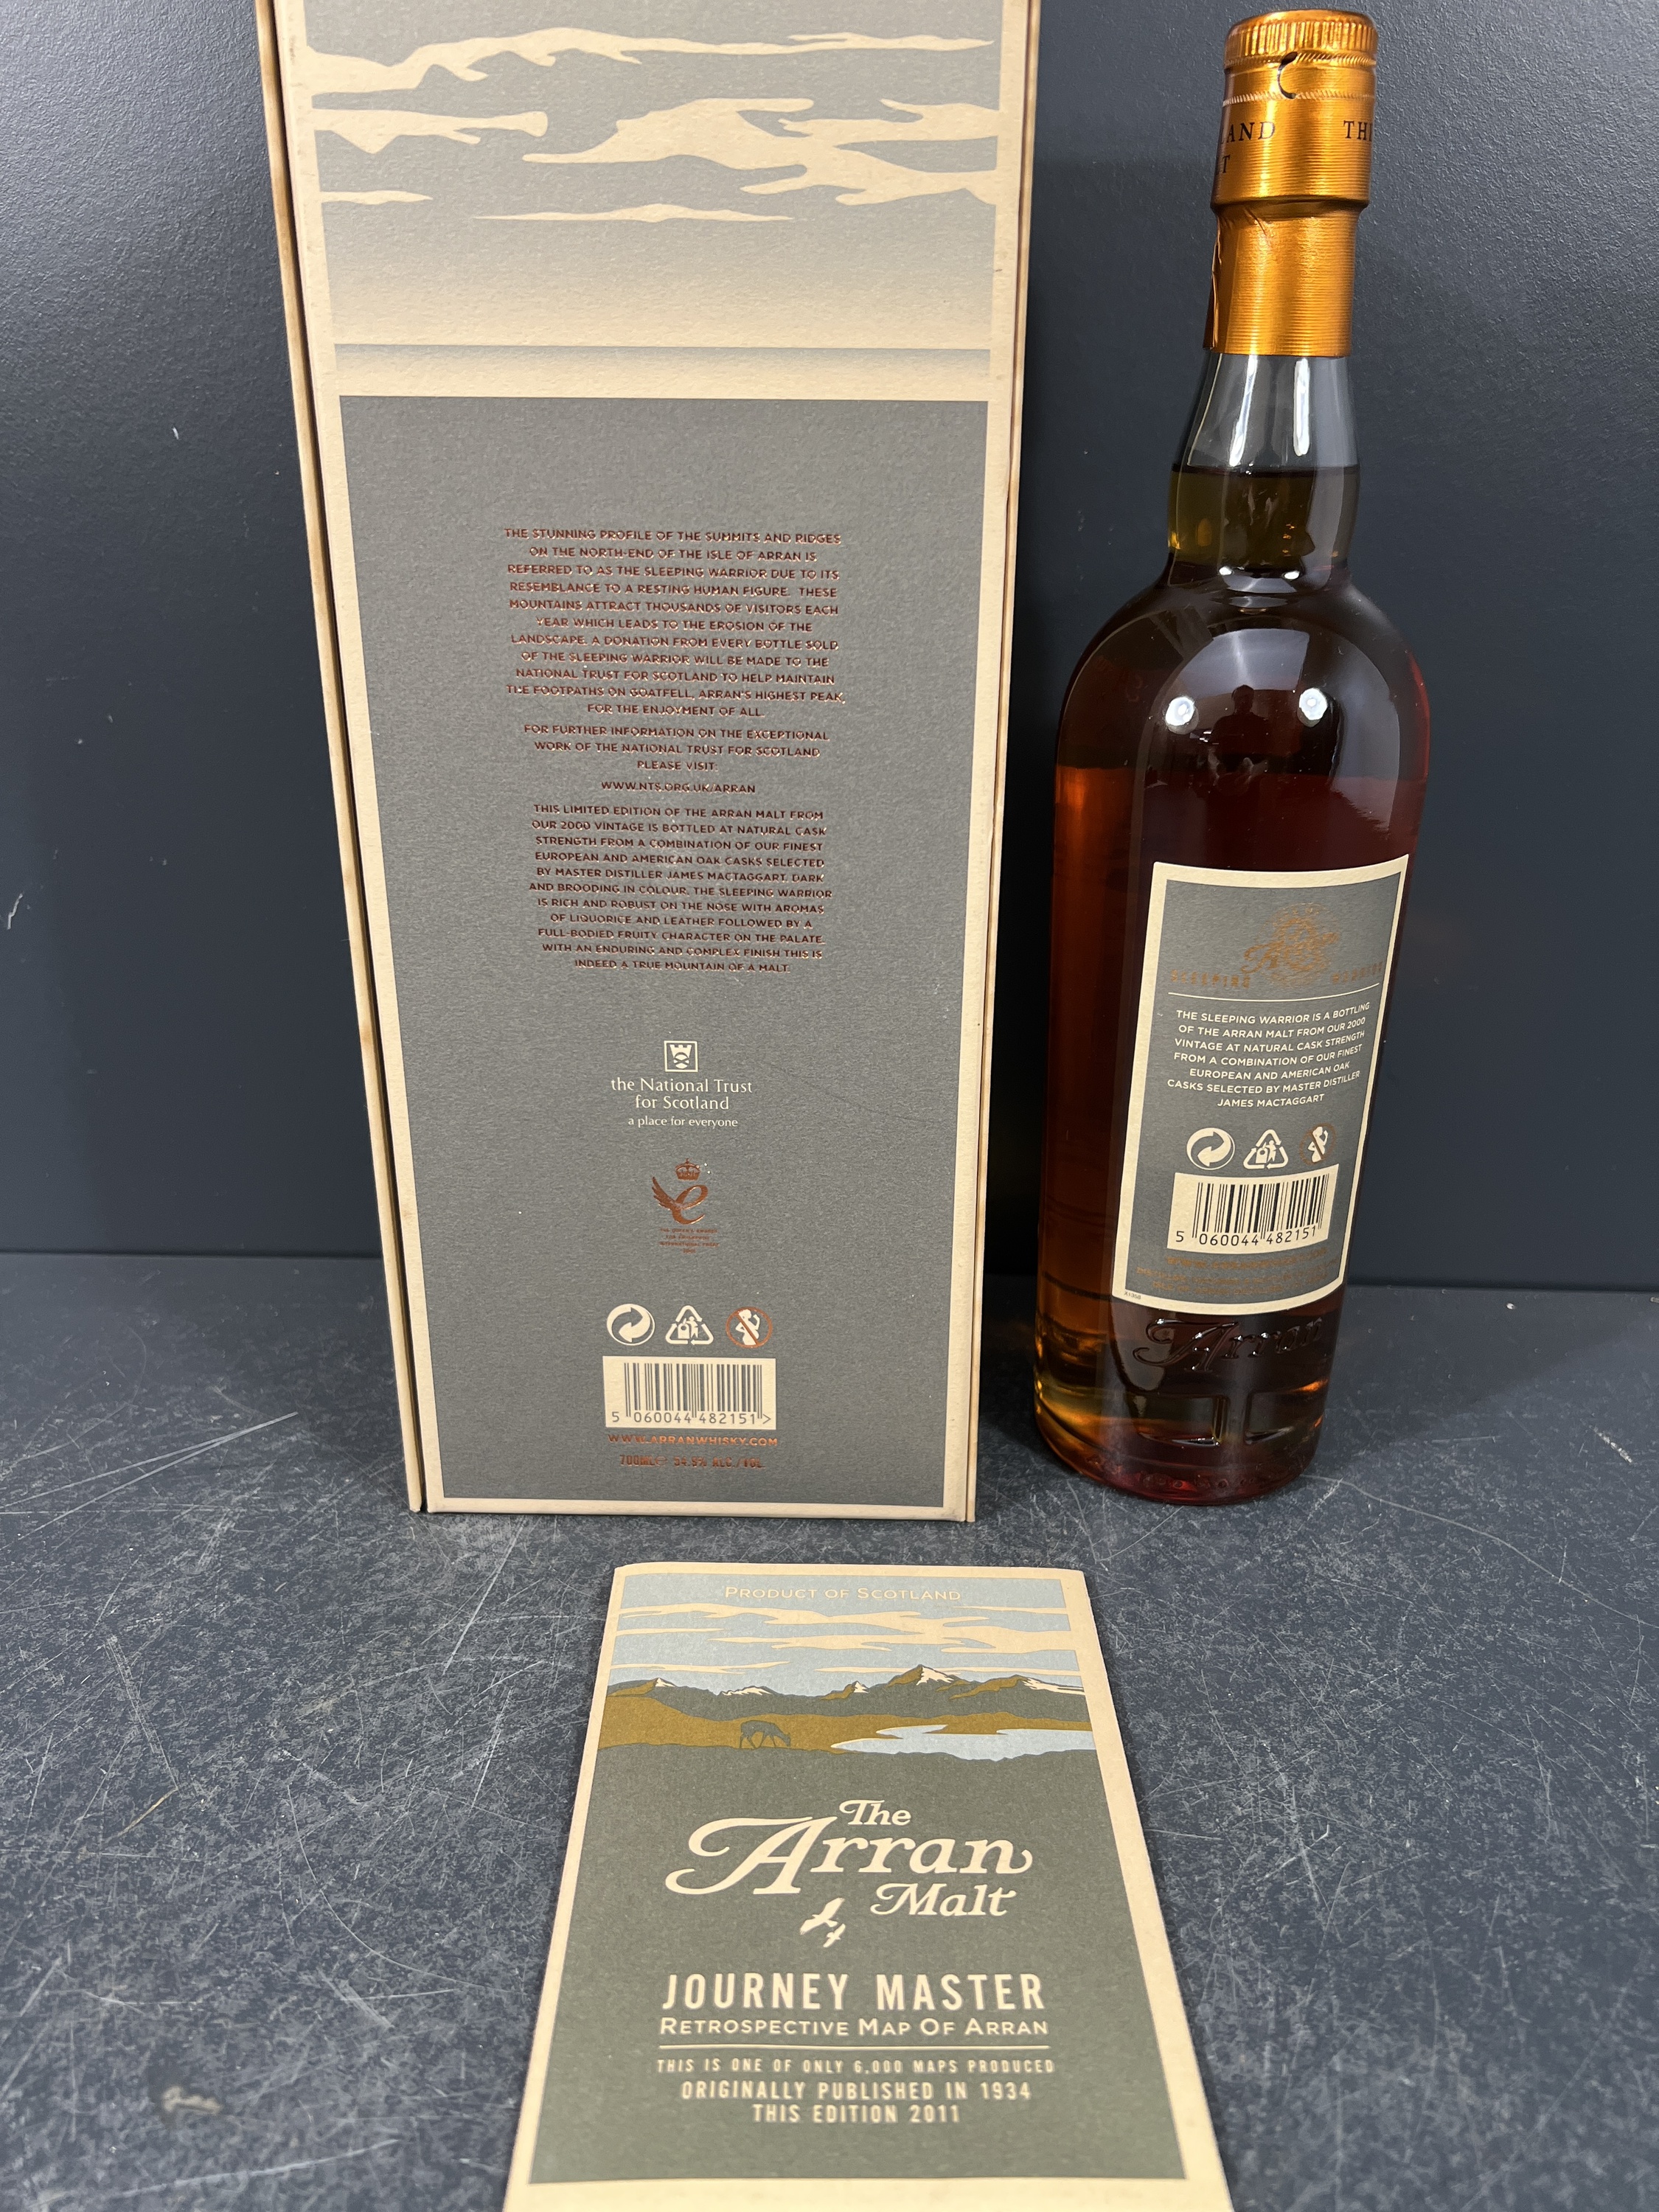 THE STUNNING PROFILE OF THE SUMMITS AND RIDGES
ON THE NORTH-END OF THE ISLE OF ARRAN IS
REFERRED TO AS THE SLEEPING WARRIOR DUE TO ITS
RESEMBLANCE TO A RESTING HUMAN FIGURE. THESE
MOUNTAINS ATTRACT THOUSANDS OF VISITORS EACH
YEAR WHICH LEADS TO THE EROSION OF THE
LANDSCAPE. A DONATION FROM EVERY BOTTLE SOLD
OF THE SLEEPING WARRIOR WILL BE MADE TO THE
NATIONAL TRUST FOR SCOTLAND TO HELP MAINTAIN
THE FOOTPATHS ON GOATFELL, ARRAN'S HIGHEST PEAK,
FOR THE ENJOYMENT OF ALL.
FOR FURTHER INFORMATION ON THE EXCEPTIONAL
WORK OF THE NATIONAL TRUST FOR SCOTLAND
PLEASE VISIT:
WWW.NTS.ORG.UK/ARRAN
THIS LIMITED EDITION OF THE ARRAN MALT FROM
OUR 2000 VINTAGE IS BOTTLED AT NATURAL CASK
STRENGTH FROM A COMBINATION OF OUR FINEST
EUROPEAN AND AMERICAN OAK CASKS SELECTED
BY MASTER DISTILLER JAMES MACTAGGART. DARK
AND BROODING IN COLOUR, THE SLEEPING WARRIOR
IS RICH AND ROBUST ON THE NOSE WITH AROMAS
OF LIQUORICE AND LEATHER FOLLOWED BY A
FULL-BODIED FRUITY CHARACTER ON THE PALATE.
WITH AN ENDURING AND COMPLEX FINISH THIS IS
INDEED A TRUE MOUNTAIN OF A MALT.
the National Trust
for Scotland
a place for everyone
5 060044 482151 >
WWW.ARRANWHISKY.COM
700ML℮ 54.9% ALC / VOL
AND THE
T
SLEEPING WARRIOR
THE SLEEPING WARRIOR IS A BOTTLING
OF THE ARRAN MALT FROM OUR 2000
VINTAGE AT NATURAL CASK STRENGTH
FROM A COMBINATION OF OUR FINEST
EUROPEAN AND AMERICAN OAK
CASKS SELECTED BY MASTER DISTILLER
JAMES MACTAGGART
5 060044 482151
Arran
PRODUCT OF SCOTLAND
The
Arran
Malt
JOURNEY MASTER
RETROSPECTIVE MAP OF ARRAN
THIS IS ONE OF ONLY 6,000 MAPS PRODUCED
ORIGINALLY PUBLISHED IN 1934
THIS EDITION 2011